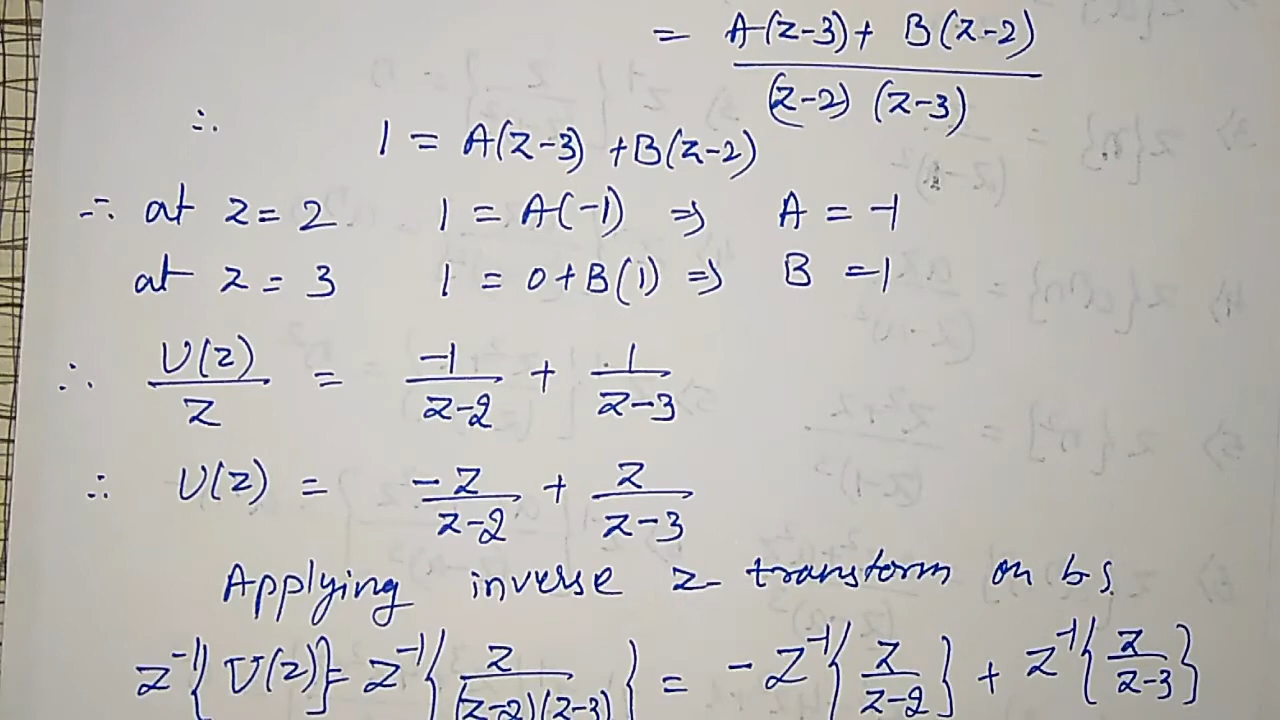 = A(z-3)+ B(z-2) / (z-2) (z-3)
∴ 1 = A(z-3) +B(z-2)
∴ at z=2 1 = A(-1) ⇒ A = -1
at z = 3 1 = 0+B(1) ⇒ B =1
∴ U(z)/z = -1/z-2 + 1/z-3
∴ U(z) = -z/z-2 + z/z-3
Applying inverse z- transform on b.s.
z⁻¹{U(z)}= z⁻¹{z/(z-2)(z-3)} = -z⁻¹{z/z-2} + z⁻¹{z/z-3}